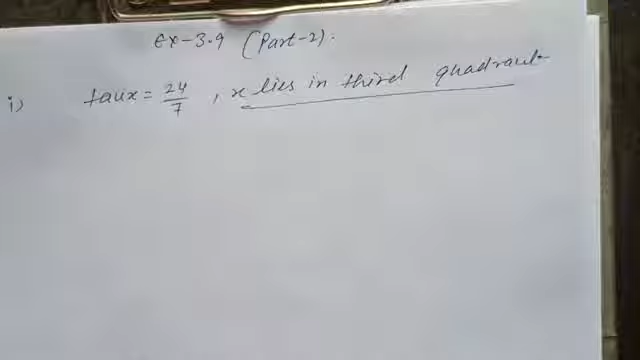 Ex-3.9 (Part-2).
i) tanx = 24/7 , x lies in third quadrant